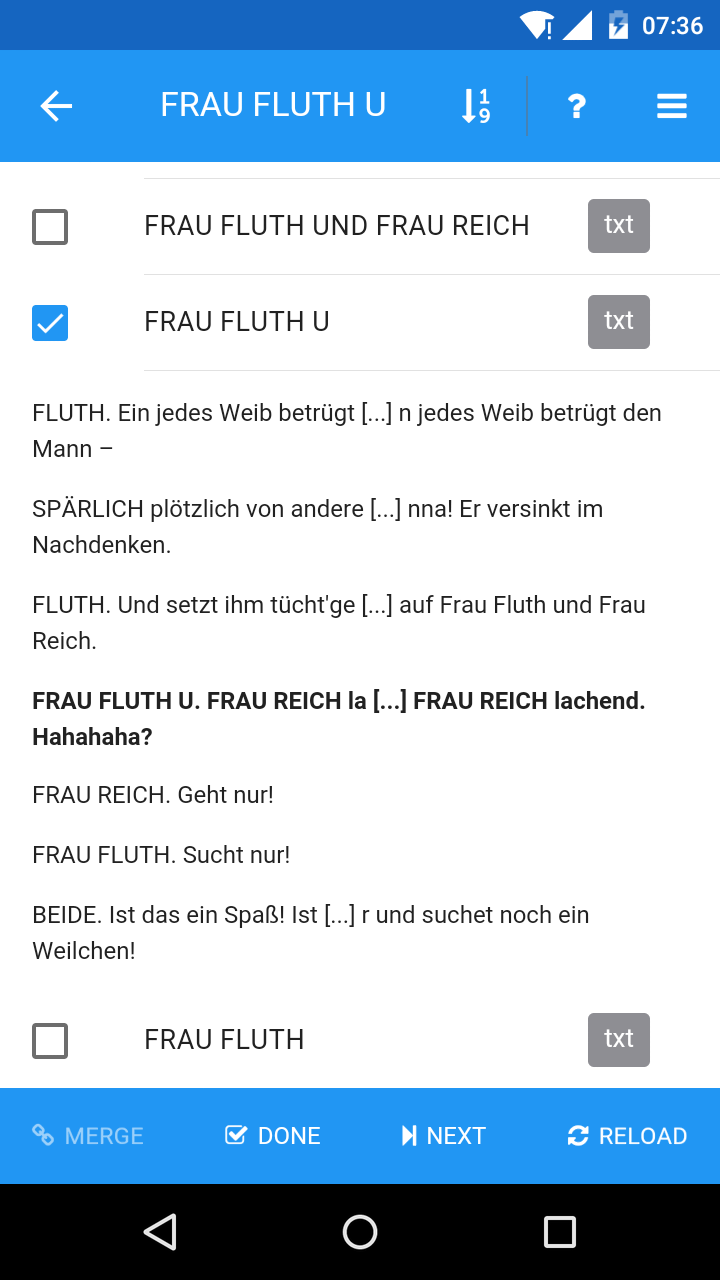 07:36
FRAU FLUTH U
1
9
?
FRAU FLUTH UND FRAU REICH
txt
FRAU FLUTH U
txt
FLUTH. Ein jedes Weib betrügt [...] n jedes Weib betrügt den
Mann –
SPÄRLICH plötzlich von andere [...] nna! Er versinkt im
Nachdenken.
FLUTH. Und setzt ihm tücht'ge [...] auf Frau Fluth und Frau
Reich.
FRAU FLUTH U. FRAU REICH la [...] FRAU REICH lachend.
Hahahaha?
FRAU REICH. Geht nur!
FRAU FLUTH. Sucht nur!
BEIDE. Ist das ein Spaß! Ist [...] r und suchet noch ein
Weilchen!
FRAU FLUTH
txt
MERGE
DONE
NEXT
RELOAD